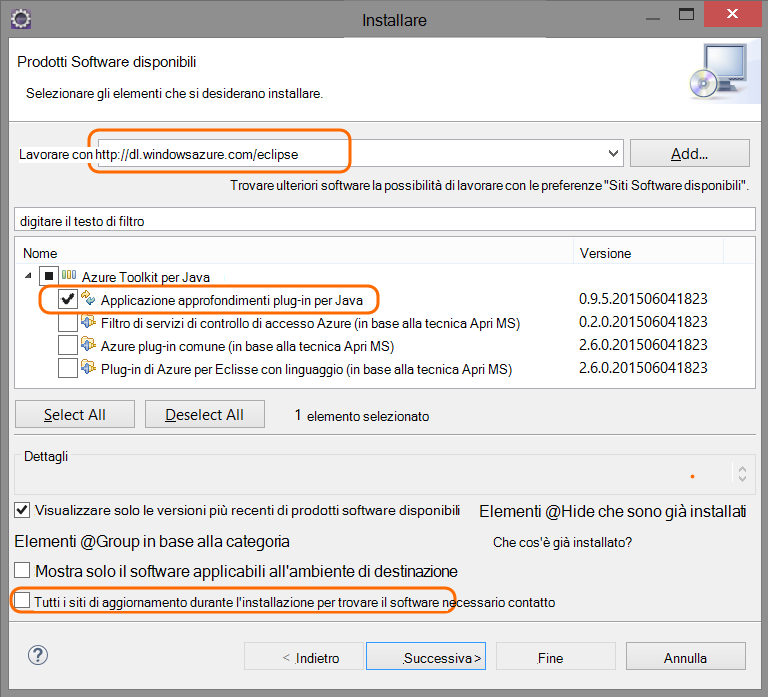 Installare
Prodotti Software disponibili
Selezionare gli elementi che si desiderano installare.
Lavorare con http://dl.windowsazure.com/eclipse
Add...
Trovare ulteriori software la possibilità di lavorare con le preferenze "Siti Software disponibili".
digitare il testo di filtro
Nome Versione
Azure Toolkit per Java
Applicazione approfondimenti plug-in per Java 0.9.5.201506041823
Filtro di servizi di controllo di accesso Azure (in base alla tecnica Apri MS) 0.2.0.201506041823
Azure plug-in comune (in base alla tecnica Apri MS) 2.6.0.201506041823
Plug-in di Azure per Eclisse con linguaggio (in base alla tecnica Apri MS) 2.6.0.201506041823
Select All Deselect All 1 elemento selezionato
Dettagli
Visualizzare solo le versioni più recenti di prodotti software disponibili Elementi @Hide che sono già installati
Elementi @Group in base alla categoria Che cos'è già installato?
Mostra solo il software applicabili all'ambiente di destinazione
Tutti i siti di aggiornamento durante l'installazione per trovare il software necessario contatto
? < Indietro Successiva> Fine Annulla